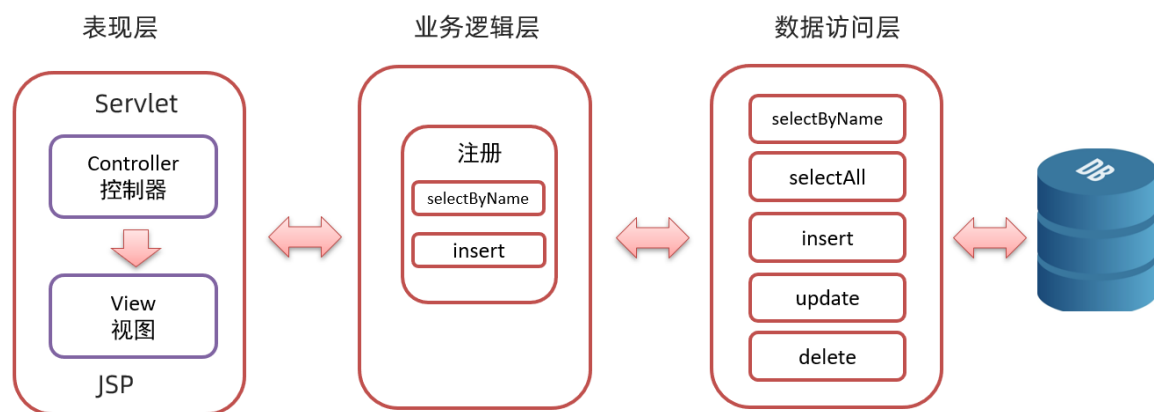 表现层
Servlet
Controller
控制器
View
视图
JSP
业务逻辑层
注册
selectByName
insert
数据访问层
selectByName
selectAll
insert
update
delete
DB